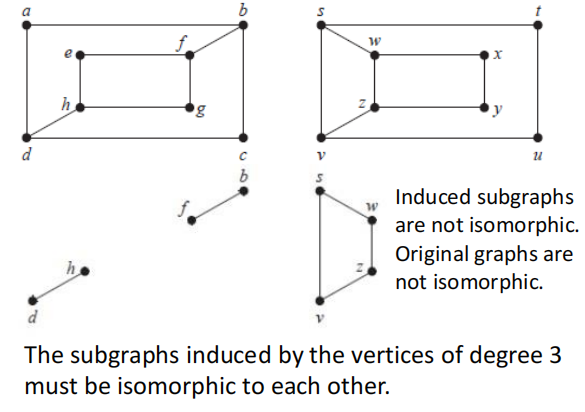 a b s t
e f w x
h g z y
d c v u
b s
f w
h z
d v
Induced subgraphs
are not isomorphic.
Original graphs are
not isomorphic.
The subgraphs induced by the vertices of degree 3
must be isomorphic to each other.